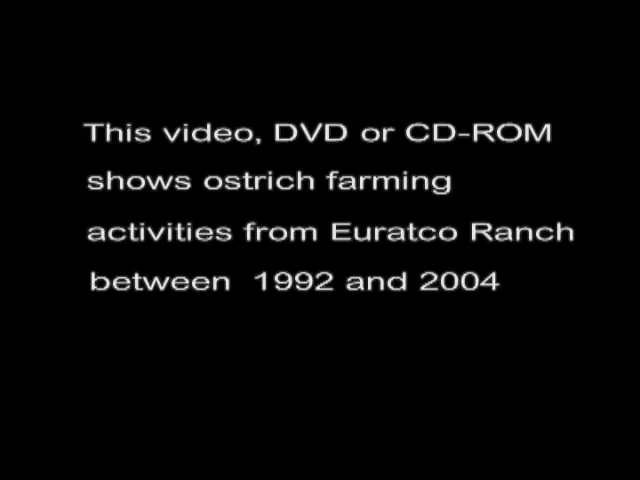 This video, DVD or CD-ROM
shows ostrich farming
activities from Euratco Ranch
between 1992 and 2004